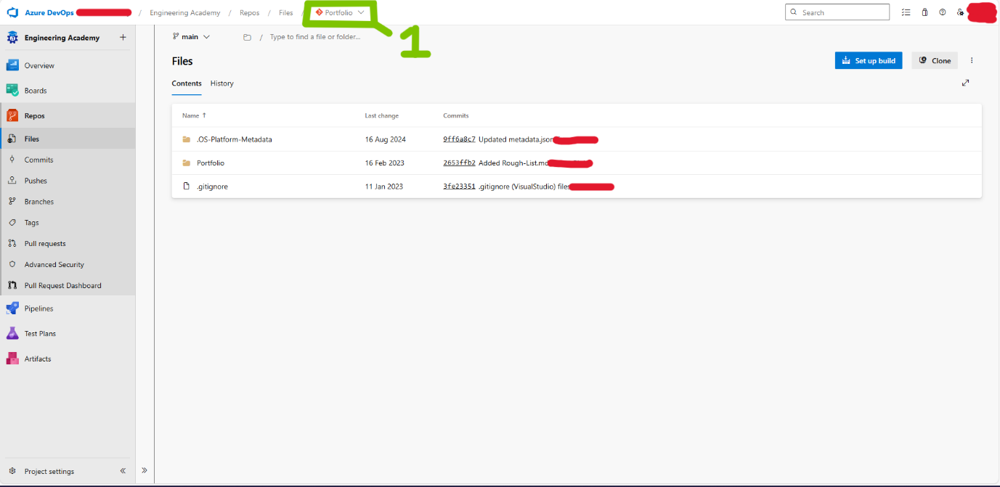 Azure DevOps / Engineering Academy / Repos / Files / Portfolio
Search
1
Engineering Academy +
Overview
Boards
Repos
Files
Commits
Pushes
Branches
Tags
Pull requests
Advanced Security
Pull Request Dashboard
Pipelines
Test Plans
Artifacts
Project settings
main / Type to find a file or folder...
Files
Set up build Clone
Contents History
Name ↑ Last change Commits
.OS-Platform-Metadata 16 Aug 2024 9ff6a8c7 Updated metadata.json
Portfolio 16 Feb 2023 2653ffb2 Added Rough-List.md
.gitignore 11 Jan 2023 3fe23351 .gitignore (VisualStudio) files